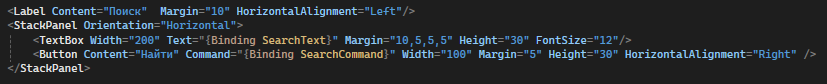 <Label Content="Поиск"  Margin="10" HorizontalAlignment="Left"/>
<StackPanel Orientation="Horizontal">
    <TextBox Width="200" Text="{Binding SearchText}" Margin="10,5,5,5" Height="30" FontSize="12"/>
    <Button Content="Найти" Command="{Binding SearchCommand}" Width="100" Margin="5" Height="30" HorizontalAlignment="Right" />
</StackPanel>